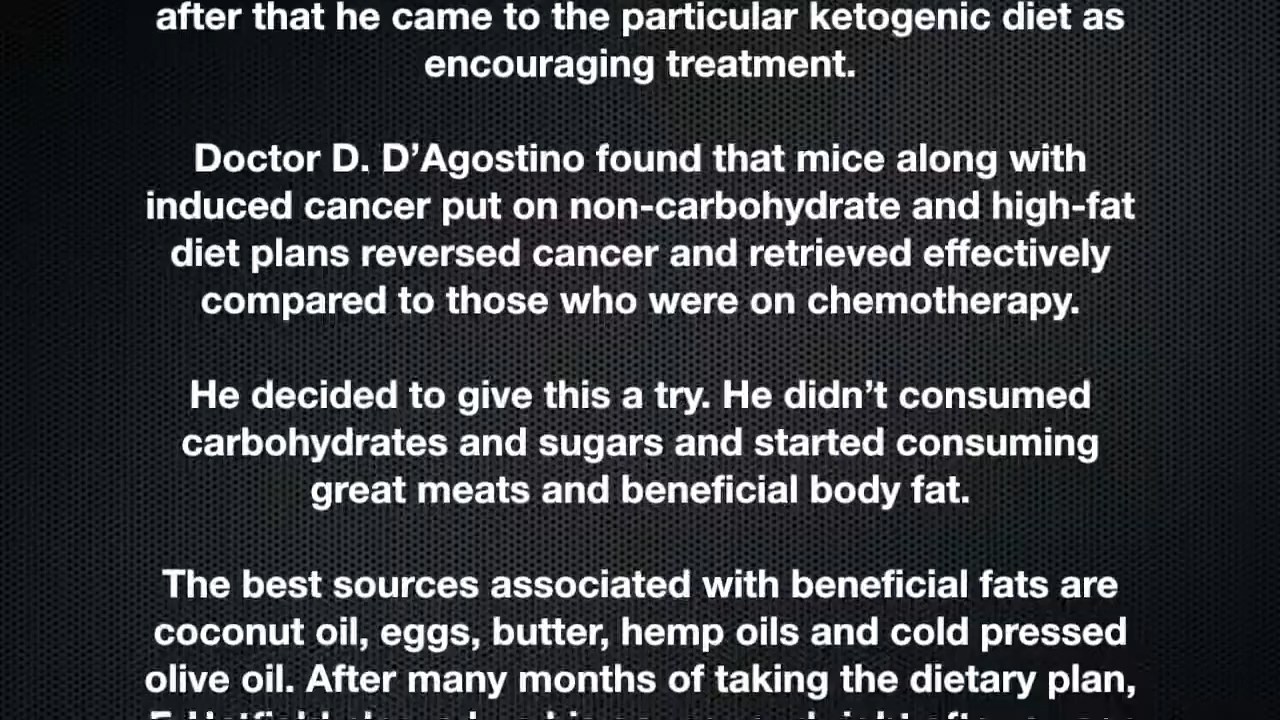 after that he came to the particular ketogenic diet as
encouraging treatment.
Doctor D. D’Agostino found that mice along with
induced cancer put on non-carbohydrate and high-fat
diet plans reversed cancer and retrieved effectively
compared to those who were on chemotherapy.
He decided to give this a try. He didn’t consumed
carbohydrates and sugars and started consuming
great meats and beneficial body fat.
The best sources associated with beneficial fats are
coconut oil, eggs, butter, hemp oils and cold pressed
olive oil. After many months of taking the dietary plan,